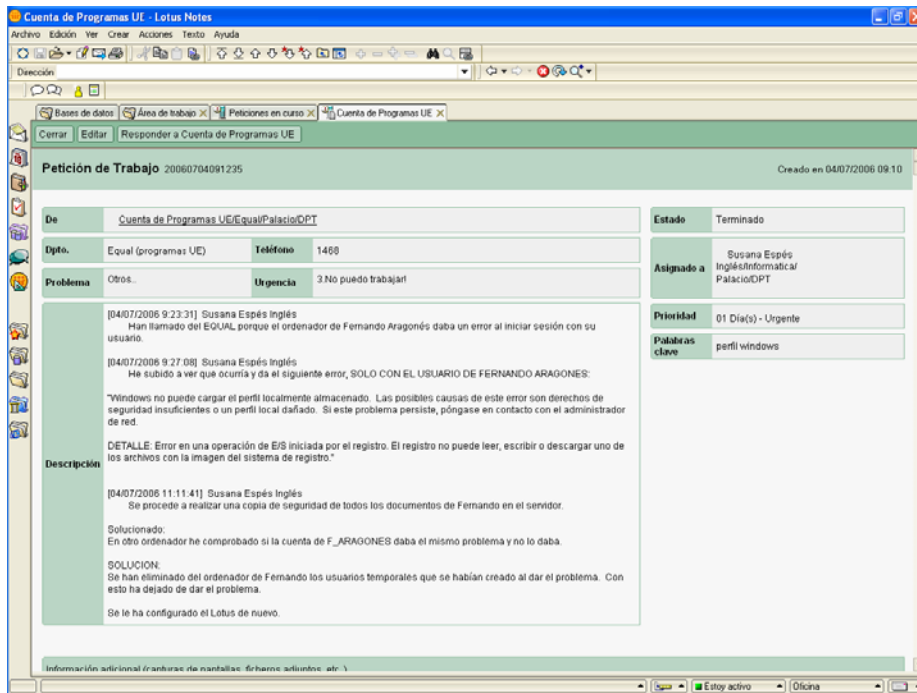 Cuenta de Programas UE - Lotus Notes
Archivo Edición Ver Crear Acciones Texto Ayuda
Dirección
Bases de datos Área de trabajo Peticiones en curso Cuenta de Programas UE
Cerrar Editar Responder a Cuenta de Programas UE
Petición de Trabajo 20060704091235 Creado en 04/07/2006 09:10
De Cuenta de Programas UE/Equal/Palacio/DPT Estado Terminado
Dpto. Equal (programas UE) Teléfono 1468 Asignado a Susana Espés
Inglés/Informatica/
Palacio/DPT
Problema Otros... Urgencia 3.No puedo trabajar!
Prioridad 01 Día(s) - Urgente
Palabras
clave perfil windows
Descripción
[04/07/2006 9:23:31] Susana Espés Inglés
Han llamado del EQUAL porque el ordenador de Fernando Aragonés daba un error al iniciar sesión con su
usuario.
[04/07/2006 9:27:08] Susana Espés Inglés
He subido a ver que ocurría y da el siguiente error, SOLO CON EL USUARIO DE FERNANDO ARAGONES:
"Windows no puede cargar el perfil localmente almacenado. Las posibles causas de este error son derechos de
seguridad insuficientes o un perfil local dañado. Si este problema persiste, póngase en contacto con el administrador
de red.
DETALLE: Error en una operación de E/S iniciada por el registro. El registro no puede leer, escribir o descargar uno de
los archivos con la imagen del sistema de registro."
[04/07/2006 11:11:41] Susana Espés Inglés
Se procede a realizar una copia de seguridad de todos los documentos de Fernando en el servidor.
Solucionado:
En otro ordenador he comprobado si la cuenta de F_ARAGONES daba el mismo problema y no lo daba.
SOLUCION:
Se han eliminado del ordenador de Fernando los usuarios temporales que se habían creado al dar el problema. Con
esto ha dejado de dar el problema.
Se le ha configurado el Lotus de nuevo.
Información adicional (capturas de pantallas, ficheros adjuntos, etc.)
Estoy activo Oficina